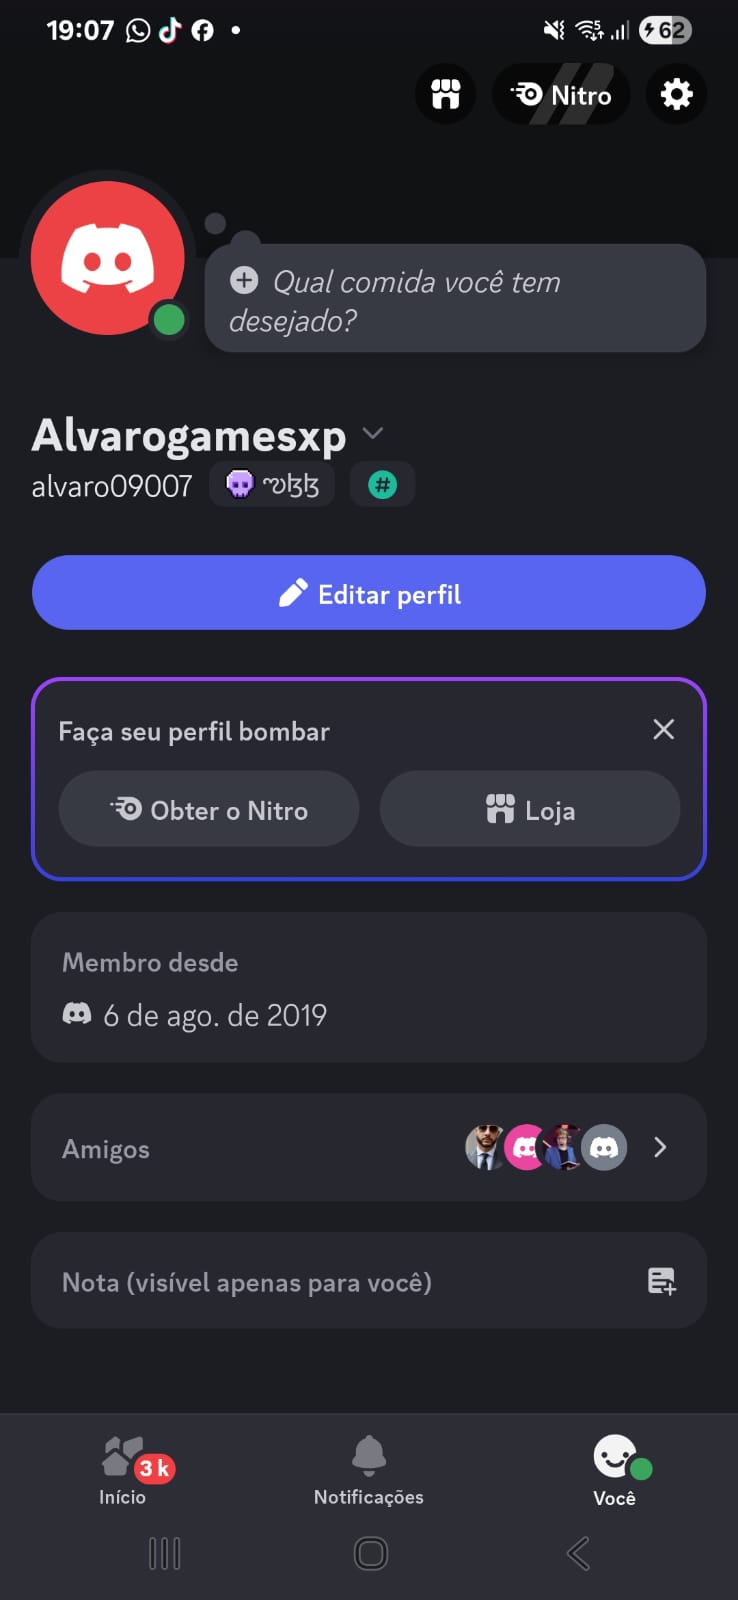 19:07
62
Nitro
Qual comida você tem
desejado?
Alvarogamesxp
alvaro09007
#
Editar perfil
Faça seu perfil bombar
Obter o Nitro
Loja
Membro desde
6 de ago. de 2019
Amigos
Nota (visível apenas para você)
3 k
Início
Notificações
Você